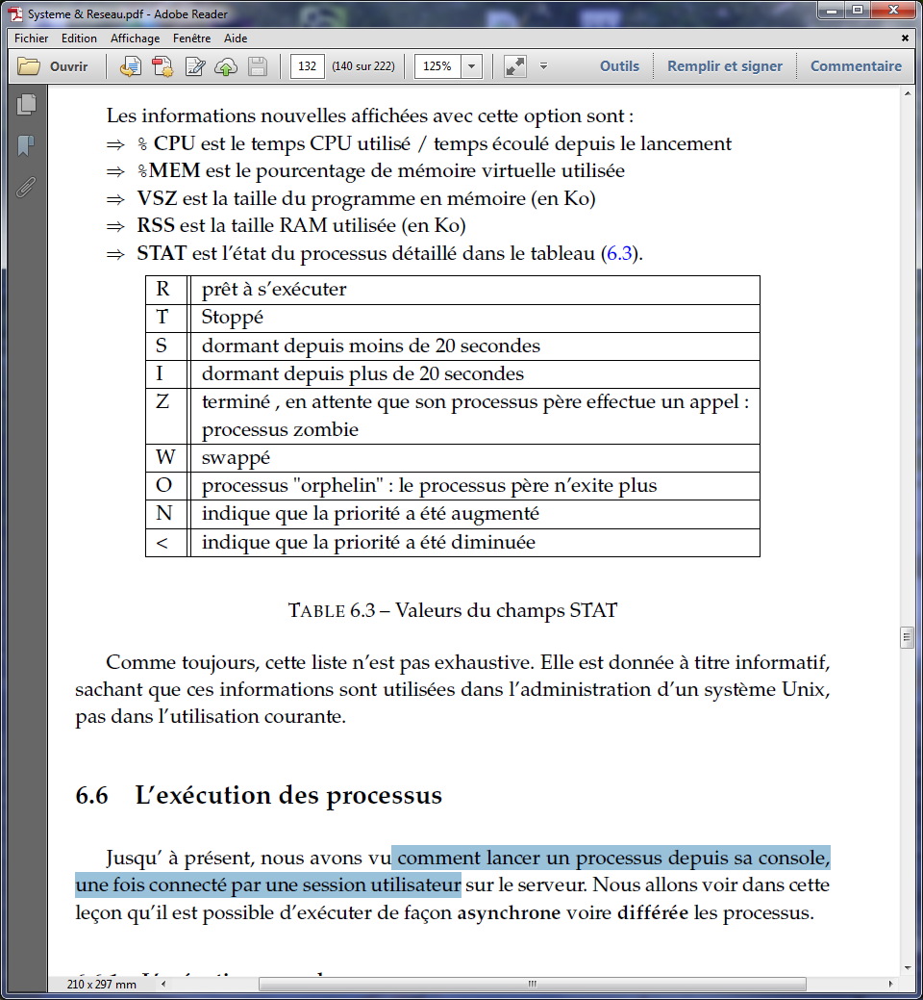 Systeme & Reseau.pdf - Adobe Reader
Fichier Edition Affichage Fenêtre Aide
Ouvrir 132 (140 sur 222) 125% Outils Remplir et signer Commentaire
Les informations nouvelles affichées avec cette option sont :
⇒ % CPU est le temps CPU utilisé / temps écoulé depuis le lancement
⇒ %MEM est le pourcentage de mémoire virtuelle utilisée
⇒ VSZ est la taille du programme en mémoire (en Ko)
⇒ RSS est la taille RAM utilisée (en Ko)
⇒ STAT est l'état du processus détaillé dans le tableau (6.3).
R prêt à s'exécuter
T Stoppé
S dormant depuis moins de 20 secondes
I dormant depuis plus de 20 secondes
Z terminé , en attente que son processus père effectue un appel :
processus zombie
W swappé
O processus "orphelin" : le processus père n'exite plus
N indique que la priorité a été augmenté
< indique que la priorité a été diminuée
TABLE 6.3 – Valeurs du champs STAT
Comme toujours, cette liste n'est pas exhaustive. Elle est donnée à titre informatif,
sachant que ces informations sont utilisées dans l'administration d'un système Unix,
pas dans l'utilisation courante.
6.6 L'exécution des processus
Jusqu' à présent, nous avons vu comment lancer un processus depuis sa console,
une fois connecté par une session utilisateur sur le serveur. Nous allons voir dans cette
leçon qu'il est possible d'exécuter de façon asynchrone voire différée les processus.
210 x 297 mm